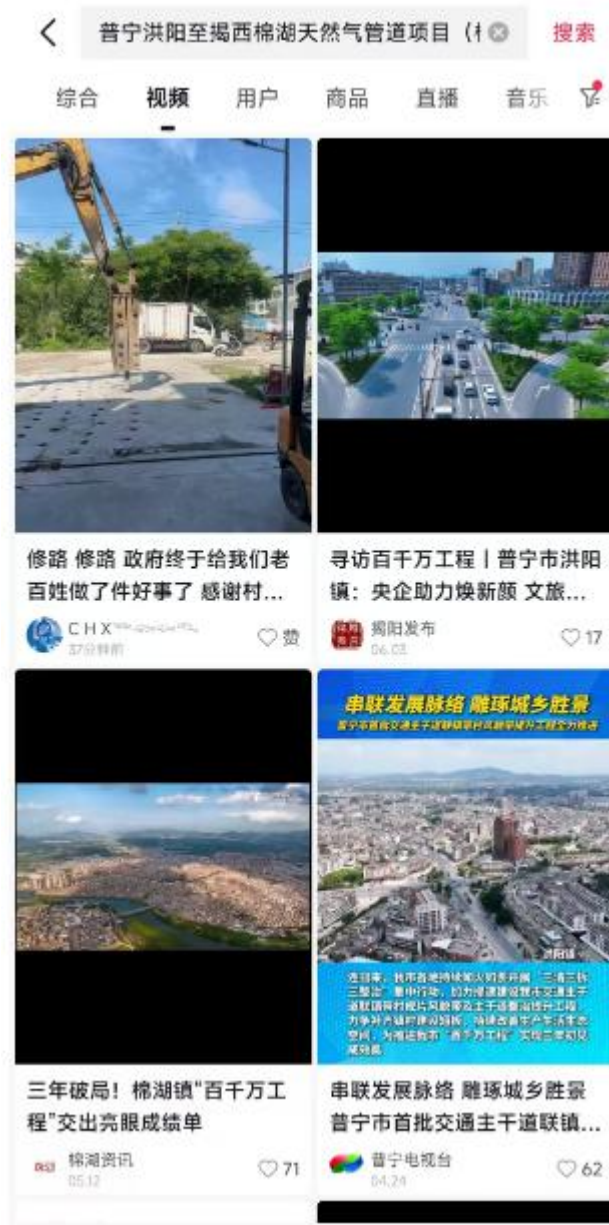 普宁洪阳至揭西棉湖天然气管道项目（
搜索
综合 视频 用户 商品 直播 音乐
修路 修路 政府终于给我们老
百姓做了件好事了 感谢村...
CHX
37分钟前
赞
寻访百千万工程丨普宁市洪阳
镇：央企助力焕新颜 文旅...
揭阳发布
06.03
17
三年破局！棉湖镇“百千万工
程”交出亮眼成绩单
棉湖资讯
05.12
71
串联发展脉络 雕琢城乡胜景
洪阳镇
串联发展脉络 雕琢城乡胜景
普宁市首批交通主干道联镇...
普宁电视台
04.24
62